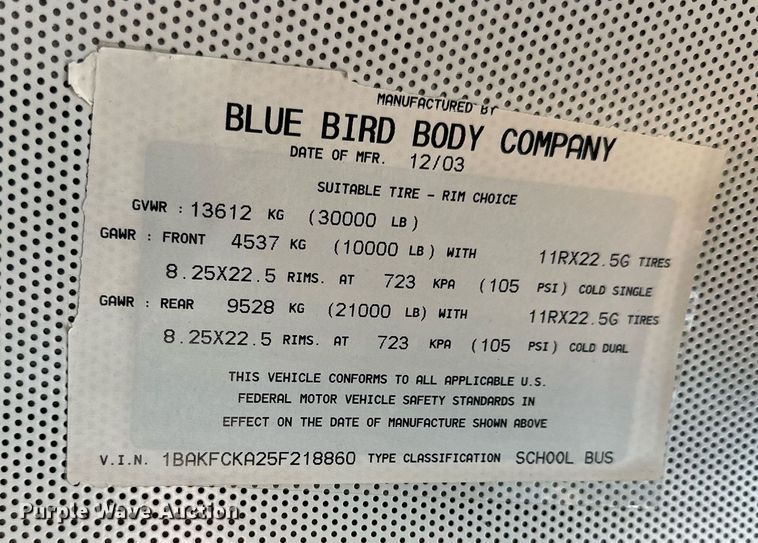 MANUFACTURED BY
BLUE BIRD BODY COMPANY
DATE OF MFR. 12/03
SUITABLE TIRE - RIM CHOICE
GVWR : 13612 KG (30000 LB)
GAWR : FRONT 4537 KG (10000 LB) WITH 11RX22.5G TIRES
8.25X22.5 RIMS. AT 723 KPA (105 PSI) COLD SINGLE
GAWR : REAR 9528 KG (21000 LB) WITH 11RX22.5G TIRES
8.25X22.5 RIMS. AT 723 KPA (105 PSI) COLD DUAL
THIS VEHICLE CONFORMS TO ALL APPLICABLE U.S.
FEDERAL MOTOR VEHICLE SAFETY STANDARDS IN
EFFECT ON THE DATE OF MANUFACTURE SHOWN ABOVE
V.I.N. 1BAKFCKA25F218860 TYPE CLASSIFICATION SCHOOL BUS
Purple Wave Auction